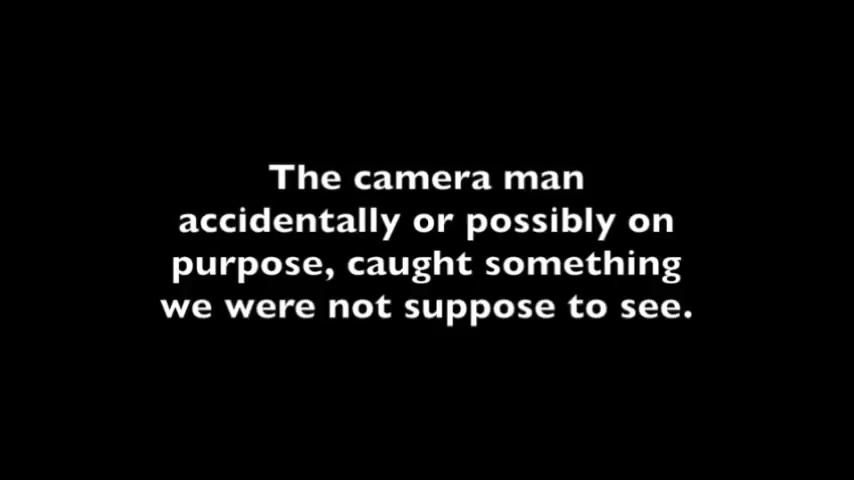 The camera man
accidentally or possibly on
purpose, caught something
we were not suppose to see.